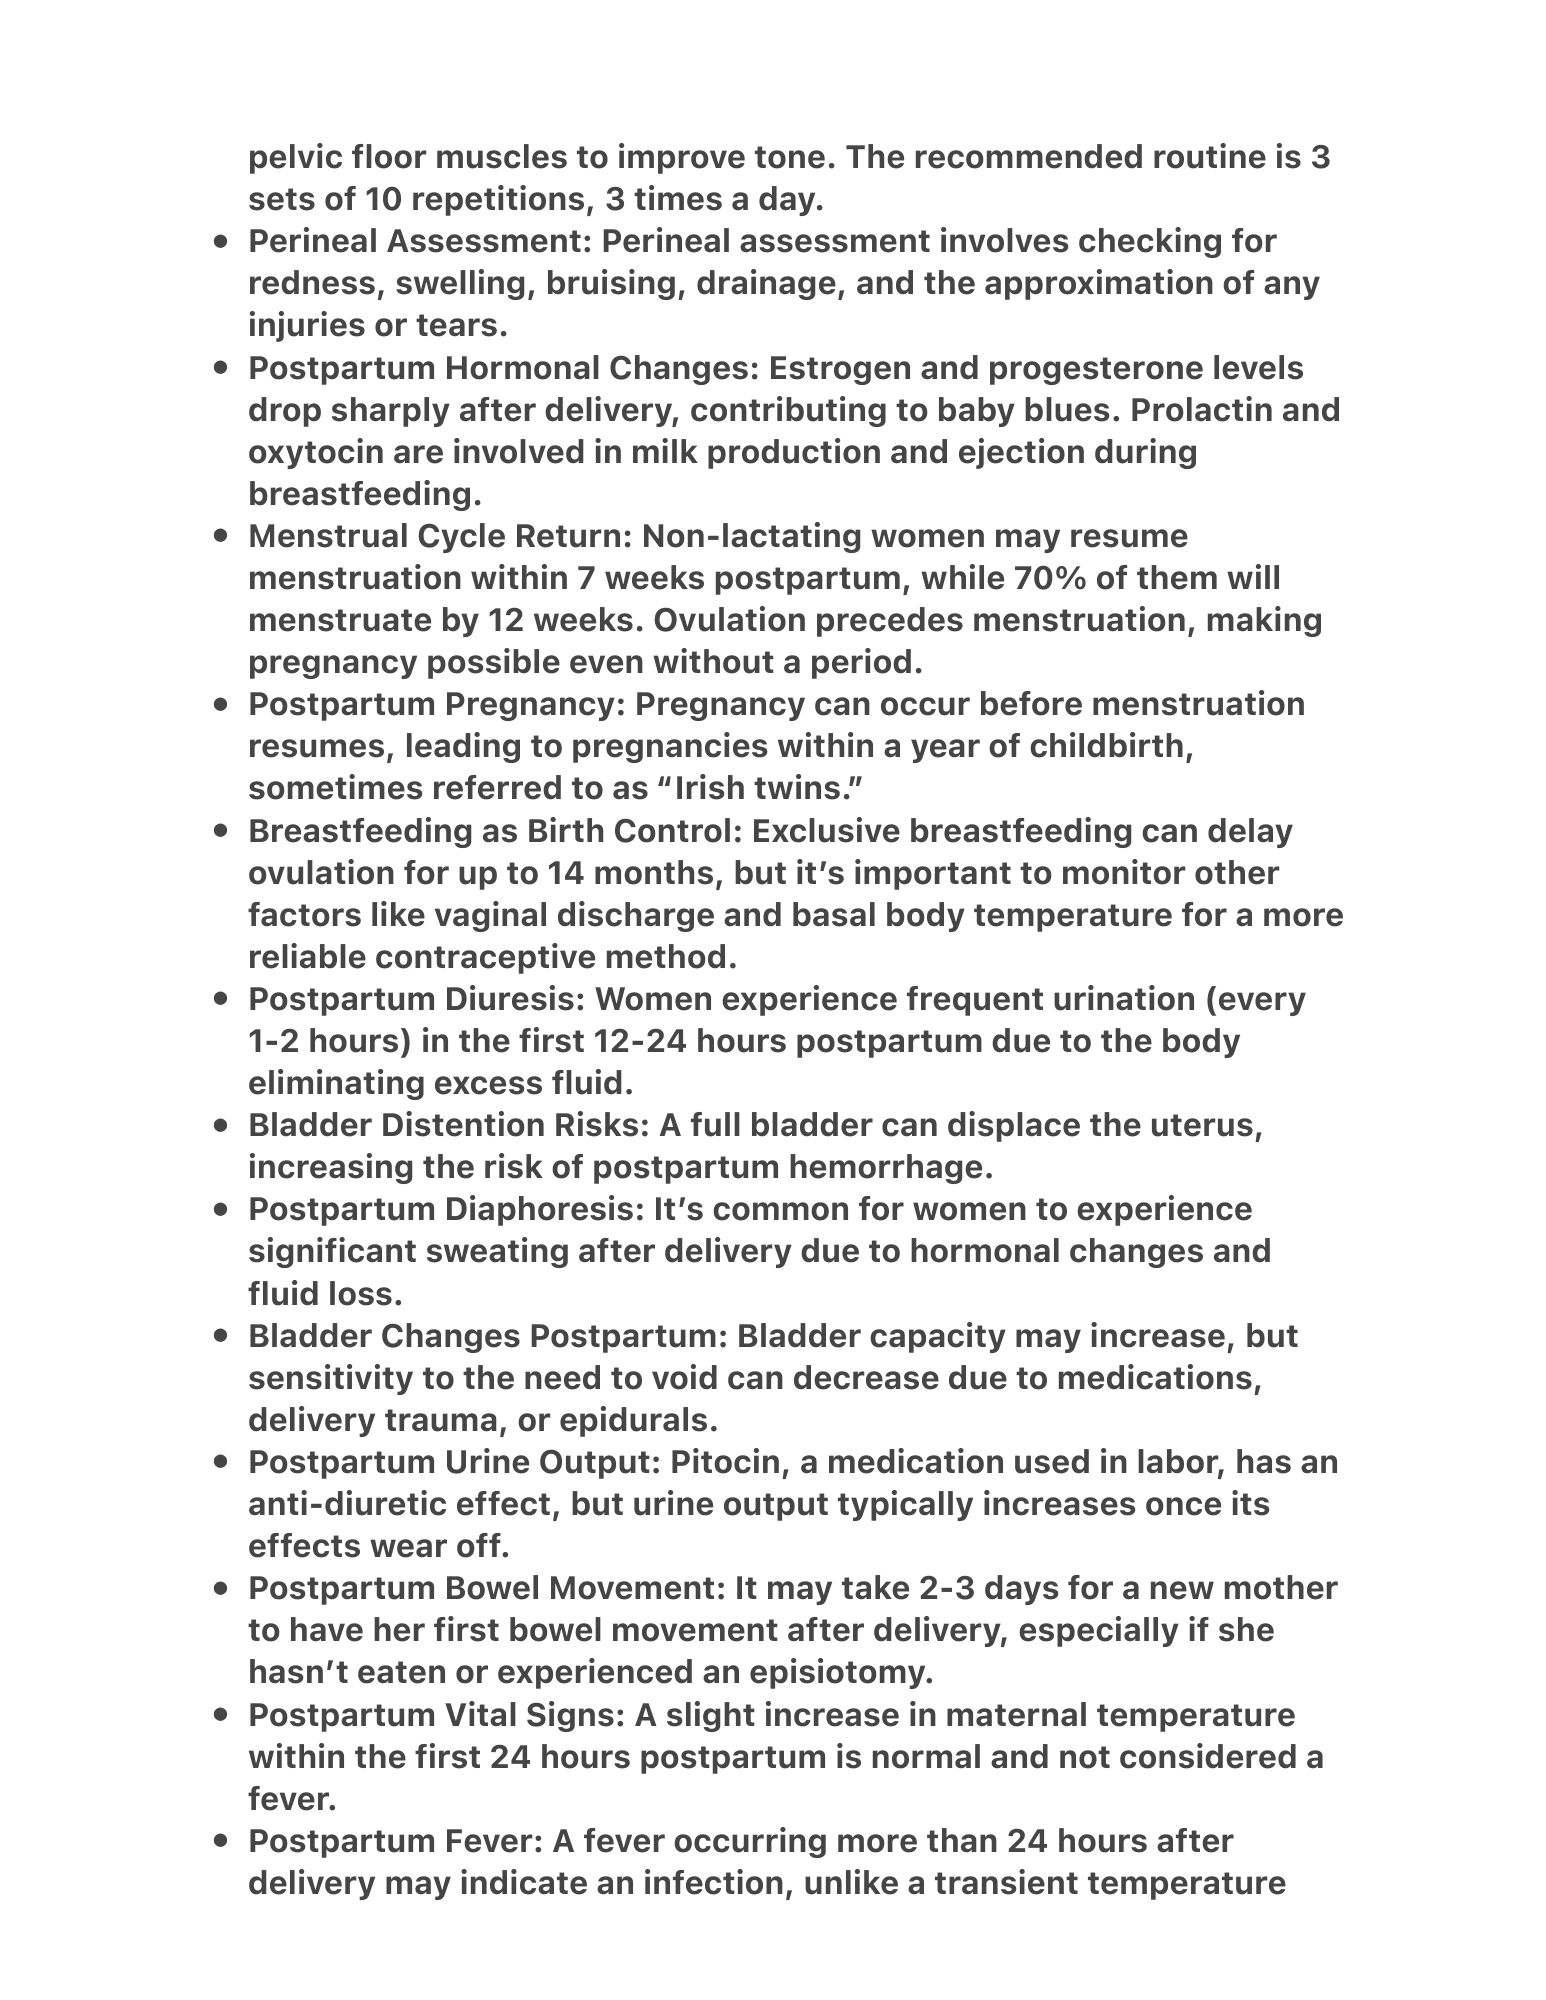 pelvic floor muscles to improve tone. The recommended routine is 3
sets of 10 repetitions, 3 times a day.
• Perineal Assessment: Perineal assessment involves checking for
redness, swelling, bruising, drainage, and the approximation of any
injuries or tears.
• Postpartum Hormonal Changes: Estrogen and progesterone levels
drop sharply after delivery, contributing to baby blues. Prolactin and
oxytocin are involved in milk production and ejection during
breastfeeding.
• Menstrual Cycle Return: Non-lactating women may resume
menstruation within 7 weeks postpartum, while 70% of them will
menstruate by 12 weeks. Ovulation precedes menstruation, making
pregnancy possible even without a period.
• Postpartum Pregnancy: Pregnancy can occur before menstruation
resumes, leading to pregnancies within a year of childbirth,
sometimes referred to as “Irish twins.”
• Breastfeeding as Birth Control: Exclusive breastfeeding can delay
ovulation for up to 14 months, but it’s important to monitor other
factors like vaginal discharge and basal body temperature for a more
reliable contraceptive method.
• Postpartum Diuresis: Women experience frequent urination (every
1-2 hours) in the first 12-24 hours postpartum due to the body
eliminating excess fluid.
• Bladder Distention Risks: A full bladder can displace the uterus,
increasing the risk of postpartum hemorrhage.
• Postpartum Diaphoresis: It’s common for women to experience
significant sweating after delivery due to hormonal changes and
fluid loss.
• Bladder Changes Postpartum: Bladder capacity may increase, but
sensitivity to the need to void can decrease due to medications,
delivery trauma, or epidurals.
• Postpartum Urine Output: Pitocin, a medication used in labor, has an
anti-diuretic effect, but urine output typically increases once its
effects wear off.
• Postpartum Bowel Movement: It may take 2-3 days for a new mother
to have her first bowel movement after delivery, especially if she
hasn’t eaten or experienced an episiotomy.
• Postpartum Vital Signs: A slight increase in maternal temperature
within the first 24 hours postpartum is normal and not considered a
fever.
• Postpartum Fever: A fever occurring more than 24 hours after
delivery may indicate an infection, unlike a transient temperature